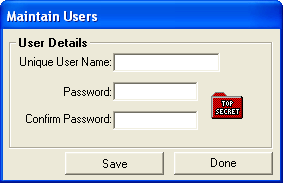 Maintain Users
User Details
Unique User Name:
Password:
TOP
SECRET
Confirm Password:
Save Done